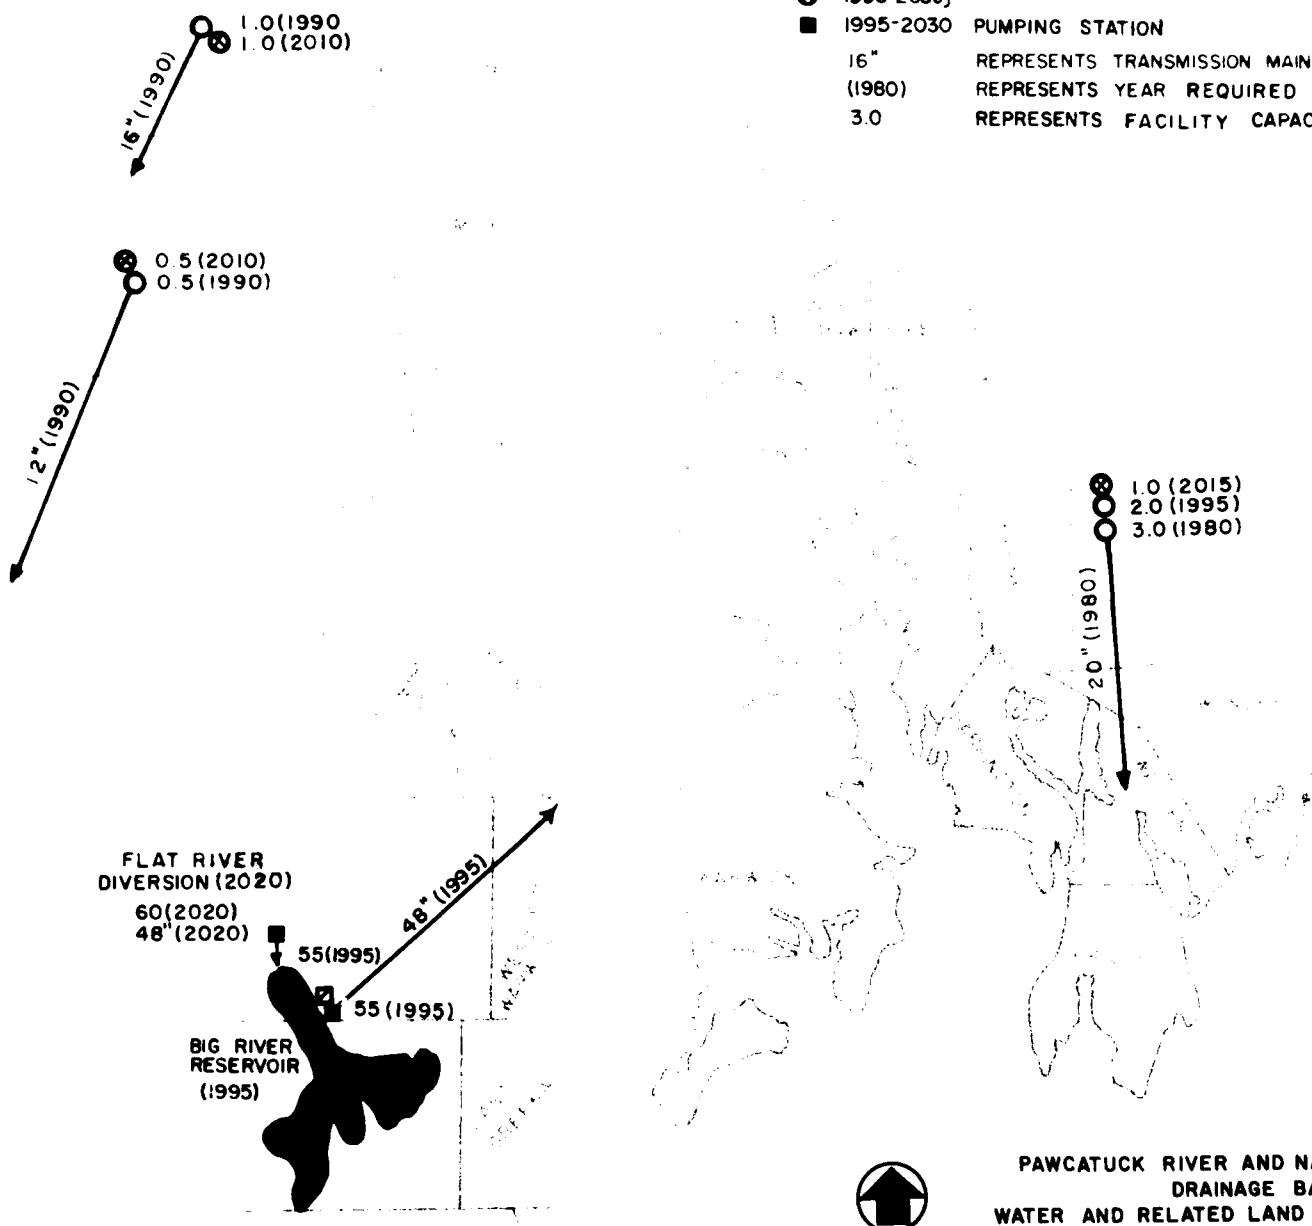 1995-2030 PUMPING STATION
16" REPRESENTS TRANSMISSION MAIN
(1980) REPRESENTS YEAR REQUIRED
3.0 REPRESENTS FACILITY CAPAC
1.0(1990
1.0(2010)
16"(1990)
0.5(2010)
0.5(1990)
12"(1990)
1.0(2015)
2.0(1995)
3.0(1980)
20"(1980)
FLAT RIVER
DIVERSION(2020)
60(2020)
48"(2020)
48"(1995)
55(1995)
55(1995)
BIG RIVER
RESERVOIR
(1995)
PAWCATUCK RIVER AND NA
DRAINAGE BA
WATER AND RELATED LAND